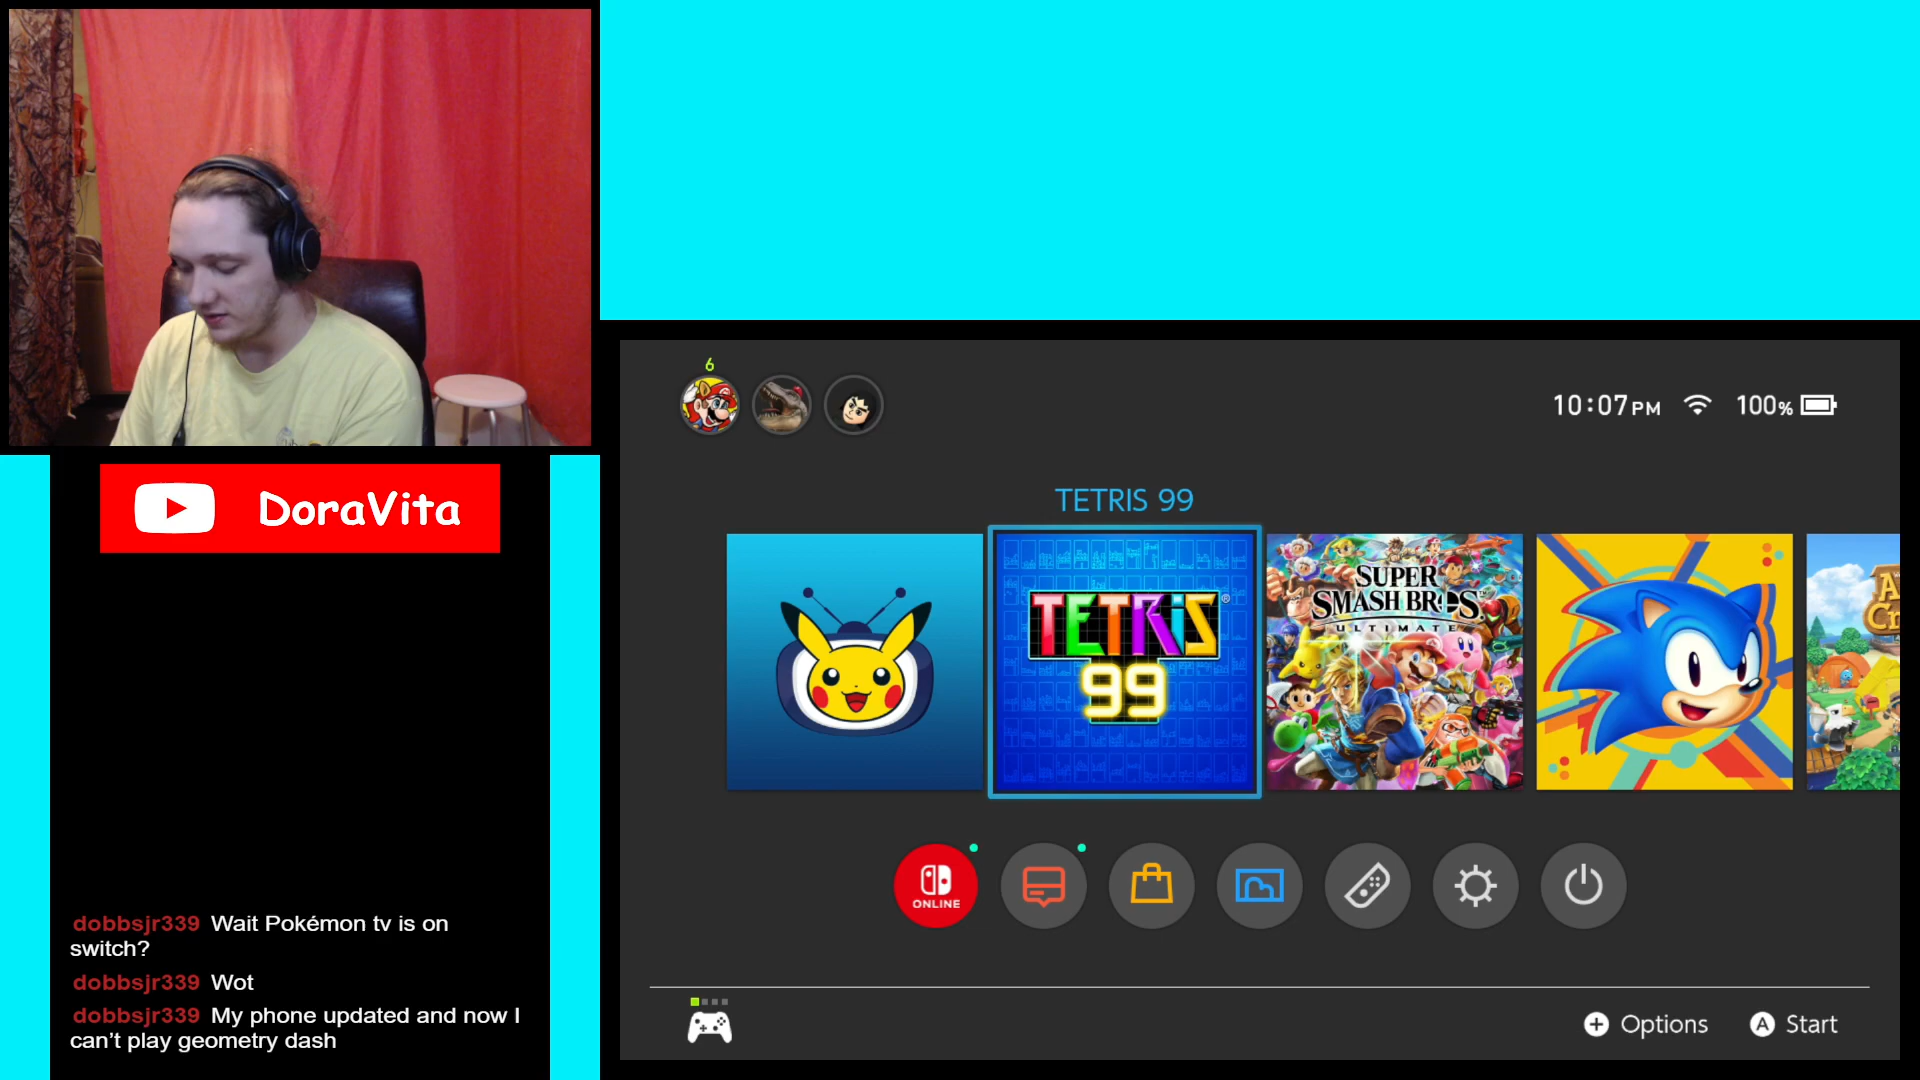 DoraVita
dobbsjr339 Wait Pokémon tv is on
switch?
dobbsjr339 Wot
dobbsjr339 My phone updated and now I
can't play geometry dash
6
10:07PM 100%
TETRIS 99
TETRIS®
99
SUPER
SMASH BROS.™
ULTIMATE
ONLINE
Options
Start